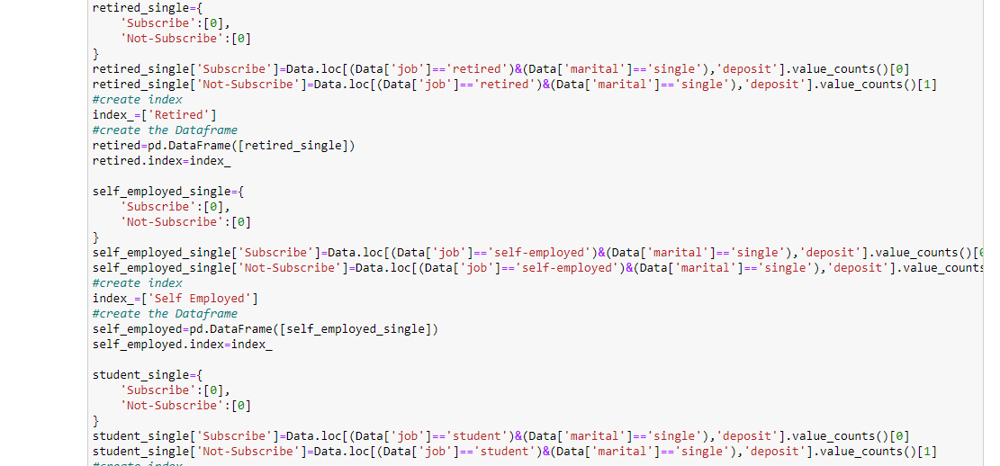 retired_single={
    'Subscribe':[0],
    'Not-Subscribe':[0]
}
retired_single['Subscribe']=Data.loc[(Data['job']=='retired')&(Data['marital']=='single'),'deposit'].value_counts()[0]
retired_single['Not-Subscribe']=Data.loc[(Data['job']=='retired')&(Data['marital']=='single'),'deposit'].value_counts()[1]
#create index
index_=['Retired']
#create the Dataframe
retired=pd.DataFrame([retired_single])
retired.index=index_
self_employed_single={
    'Subscribe':[0],
    'Not-Subscribe':[0]
}
self_employed_single['Subscribe']=Data.loc[(Data['job']=='self-employed')&(Data['marital']=='single'),'deposit'].value_counts()[
self_employed_single['Not-Subscribe']=Data.loc[(Data['job']=='self-employed')&(Data['marital']=='single'),'deposit'].value_counts
#create index
index_=['Self Employed']
#create the Dataframe
self_employed=pd.DataFrame([self_employed_single])
self_employed.index=index_
student_single={
    'Subscribe':[0],
    'Not-Subscribe':[0]
}
student_single['Subscribe']=Data.loc[(Data['job']=='student')&(Data['marital']=='single'),'deposit'].value_counts()[0]
student_single['Not-Subscribe']=Data.loc[(Data['job']=='student')&(Data['marital']=='single'),'deposit'].value_counts()[1]
#create index